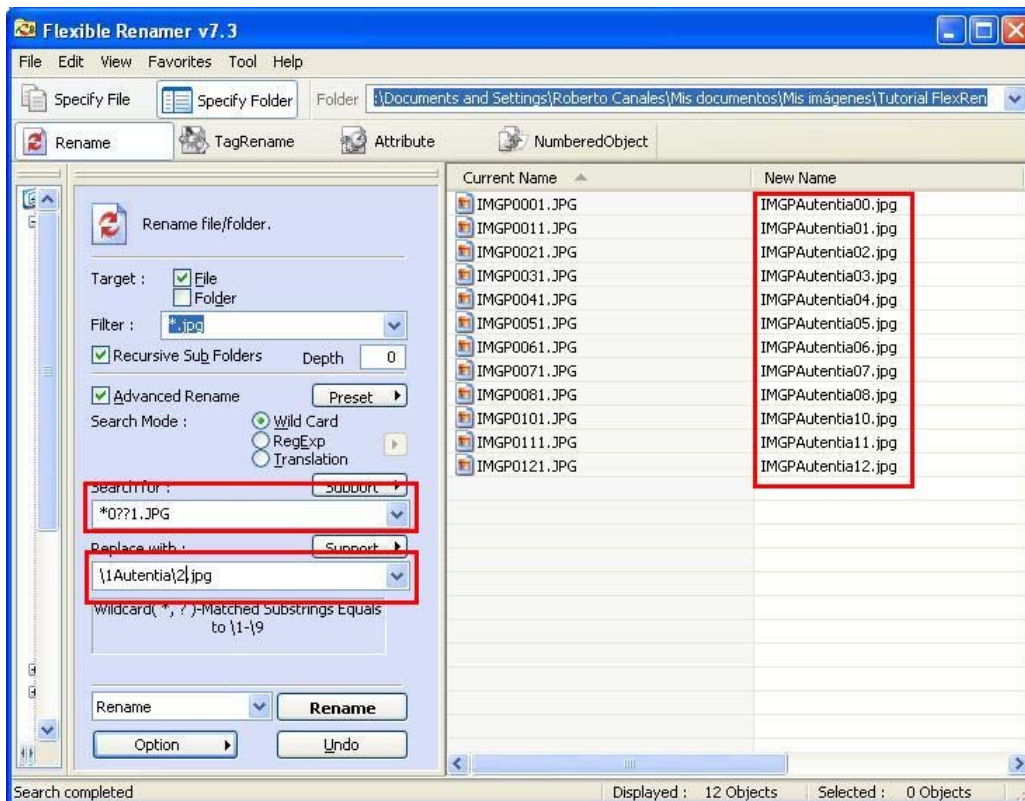 Flexible Renamer v7.3
File Edit View Favorites Tool Help
Specify File Specify Folder Folder :\Documents and Settings\Roberto Canales\Mis documentos\Mis imágenes\Tutorial FlexRen
Rename TagRename Attribute NumberedObject
Rename file/folder.
Target : File
Folder
Filter : *.jpg
Recursive Sub Folders Depth 0
Advanced Rename Preset
Search Mode : Wild Card
RegExp
Translation
Search for : Support
*0??1.JPG
Replace with : Support
\1Autentia\2.jpg
Wildcard( *, ? )-Matched Substrings Equals
to \1-\9
Rename Rename
Option Undo
Current Name New Name
IMGP0001.JPG IMGPAutentia00.jpg
IMGP0011.JPG IMGPAutentia01.jpg
IMGP0021.JPG IMGPAutentia02.jpg
IMGP0031.JPG IMGPAutentia03.jpg
IMGP0041.JPG IMGPAutentia04.jpg
IMGP0051.JPG IMGPAutentia05.jpg
IMGP0061.JPG IMGPAutentia06.jpg
IMGP0071.JPG IMGPAutentia07.jpg
IMGP0081.JPG IMGPAutentia08.jpg
IMGP0101.JPG IMGPAutentia10.jpg
IMGP0111.JPG IMGPAutentia11.jpg
IMGP0121.JPG IMGPAutentia12.jpg
Search completed Displayed : 12 Objects Selected : 0 Objects